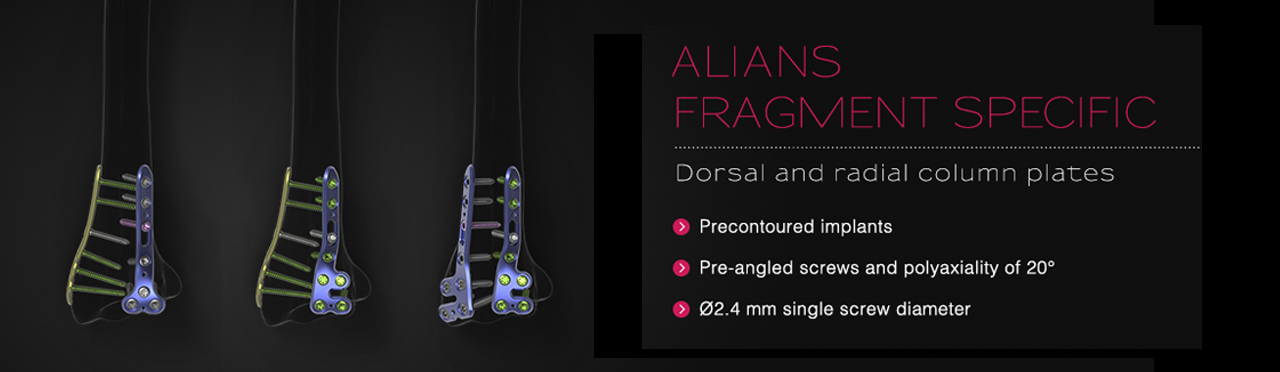 ALIANS
FRAGMENT SPECIFIC
Dorsal and radial column plates
Precontoured implants
Pre-angled screws and polyaxiality of 20°
Ø2.4 mm single screw diameter